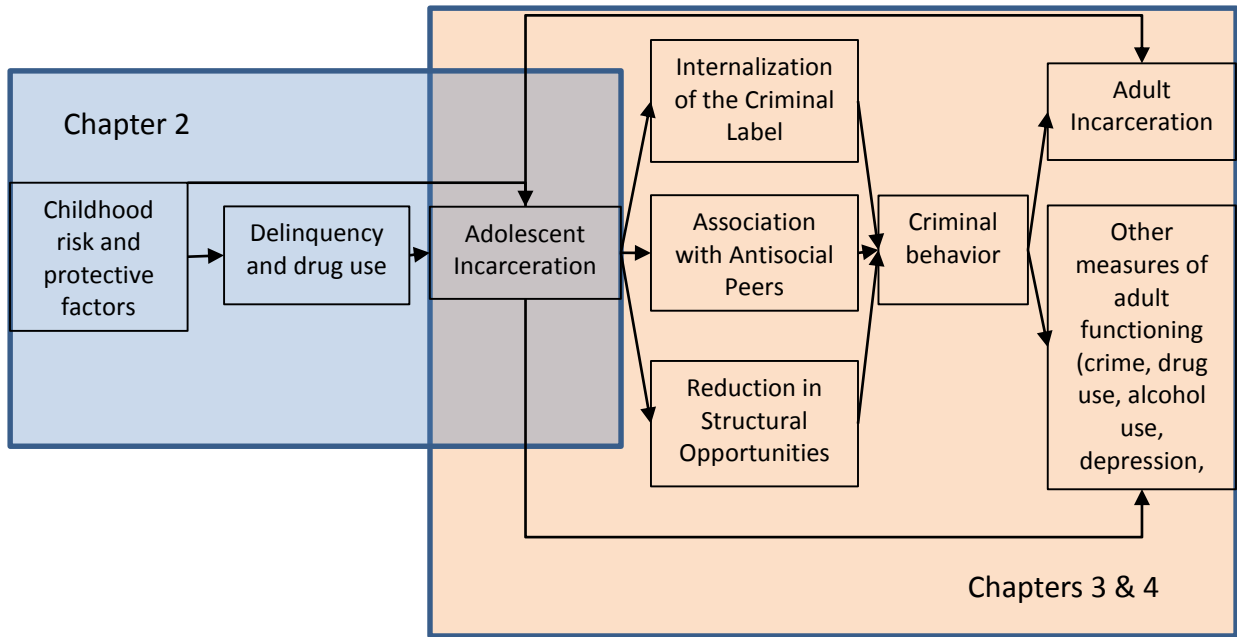 Chapter 2
Childhood
risk and
protective
factors
Delinquency
and drug use
Adolescent
Incarceration
Internalization
of the Criminal
Label
Association
with Antisocial
Peers
Reduction in
Structural
Opportunities
Criminal
behavior
Adult
Incarceration
Other
measures of
adult
functioning
(crime, drug
use, alcohol
use,
depression,
Chapters 3 & 4